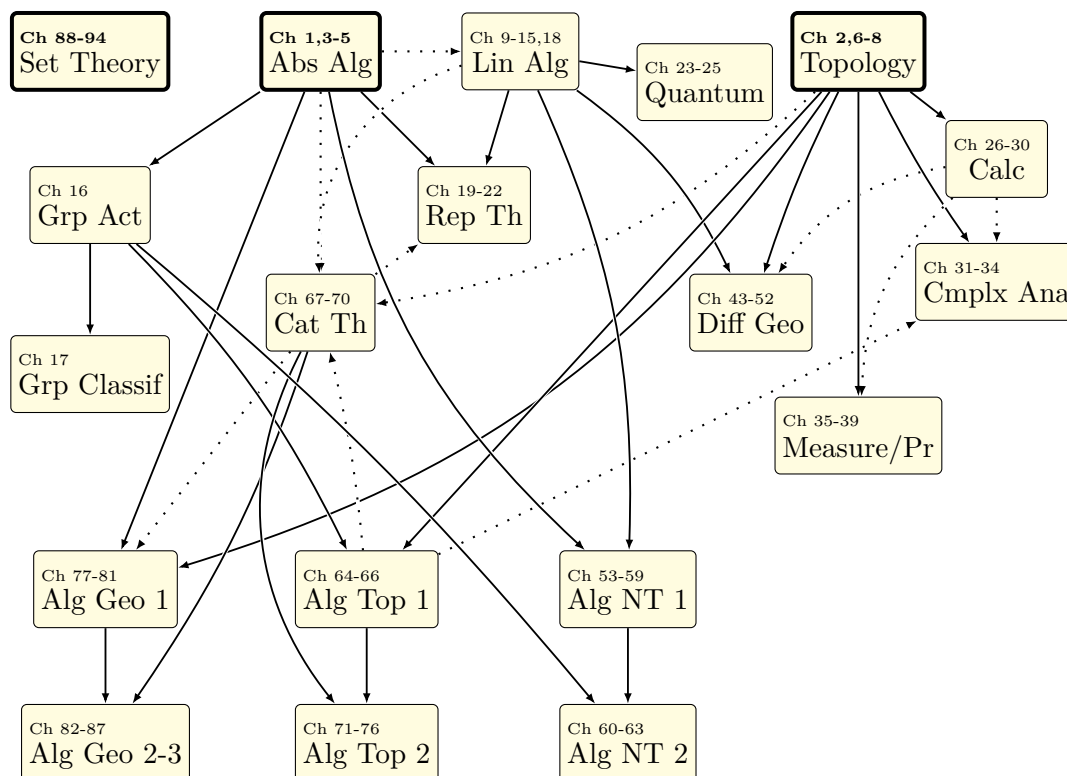 Ch 88-94
Set Theory
Ch 1,3-5
Abs Alg
Ch 9-15,18
Lin Alg
Ch 23-25
Quantum
Ch 2,6-8
Topology
Ch 26-30
Calc
Ch 16
Grp Act
Ch 19-22
Rep Th
Ch 31-34
Cmplx Ana
Ch 67-70
Cat Th
Ch 43-52
Diff Geo
Ch 17
Grp Classif
Ch 35-39
Measure/Pr
Ch 77-81
Alg Geo 1
Ch 64-66
Alg Top 1
Ch 53-59
Alg NT 1
Ch 82-87
Alg Geo 2-3
Ch 71-76
Alg Top 2
Ch 60-63
Alg NT 2